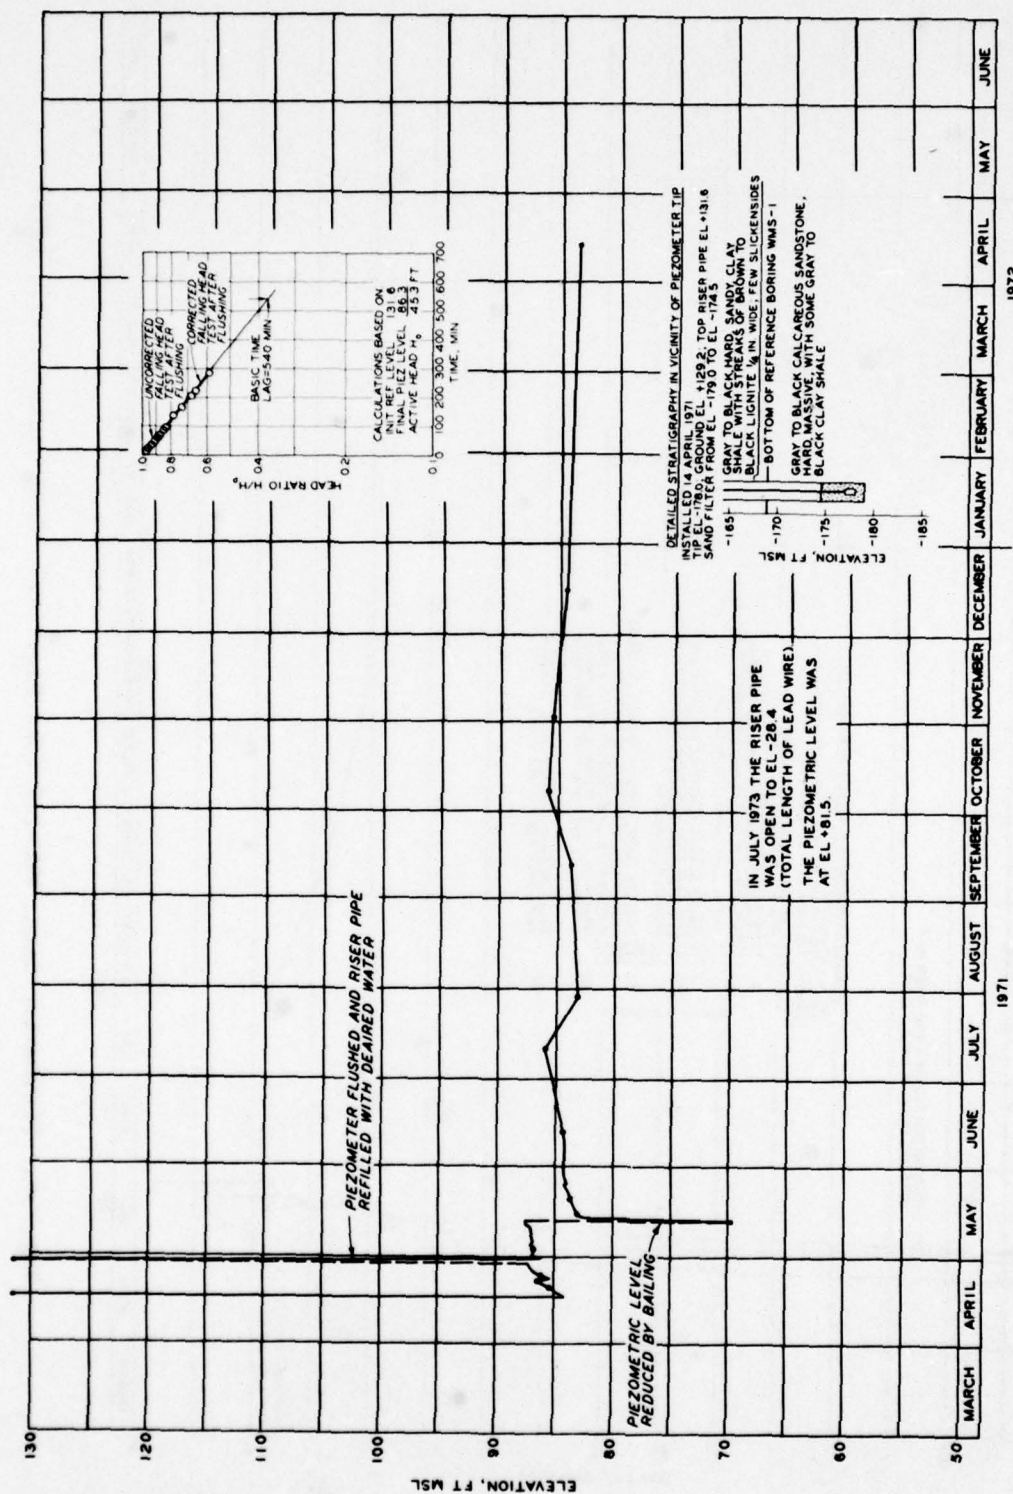 ELEVATION, FT MSL
130
120
110
100
90
80
70
60
50
PIEZOMETER FLUSHED AND RISER PIPE
REFILLED WITH DEAIRED WATER
PIEZOMETRIC LEVEL
REDUCED BY BAILING
HEAD RATIO H/H₀
1.0
0.8
0.6
0.4
0.2
0.1
UNCORRECTED
FALLING HEAD
TEST AFTER
FLUSHING
CORRECTED
FALLING HEAD
TEST AFTER
FLUSHING
BASIC TIME
LAG=540 MIN
CALCULATIONS BASED ON:
INIT REF LEVEL 131.6
FINAL PIEZ LEVEL 86.3
ACTIVE HEAD H₀ 45.3 FT
0 100 200 300 400 500 600 700
TIME, MIN
DETAILED STRATIGRAPHY IN VICINITY OF PIEZOMETER TIP
INSTALLED 14 APRIL 1971
TIP EL -178.0, GROUND EL +129.2; TOP RISER PIPE EL +131.6
SAND FILTER FROM EL -179.0 TO EL -174.5
ELEVATION, FT MSL
-165
-170
-175
-180
-185
GRAY TO BLACK, HARD, SANDY, CLAY
SHALE WITH STREAKS OF BROWN TO
BLACK LIGNITE IN. WIDE, FEW SLICKENSIDES
BOTTOM OF REFERENCE BORING WMS-1
GRAY TO BLACK CALCAREOUS SANDSTONE,
HARD, MASSIVE, WITH SOME GRAY TO
BLACK CLAY SHALE
IN JULY 1973 THE RISER PIPE
WAS OPEN TO EL -28.4
(TOTAL LENGTH OF LEAD WIRE).
THE PIEZOMETRIC LEVEL WAS
AT EL +81.5.
MARCH APRIL MAY JUNE JULY AUGUST SEPTEMBER OCTOBER NOVEMBER DECEMBER JANUARY FEBRUARY MARCH APRIL MAY JUNE
1971 1972